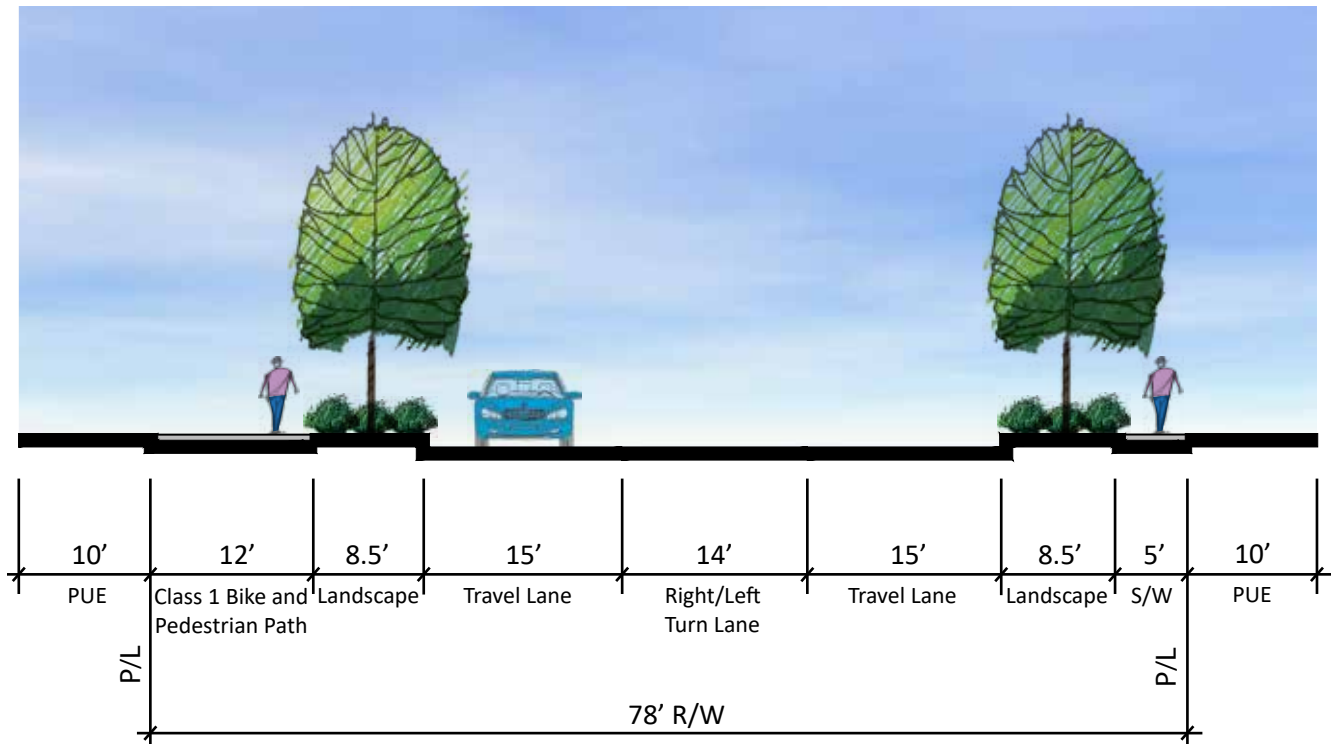 10’ 12’ 8.5’ 15’ 14’ 15’ 8.5’ 5’ 10’
PUE Class 1 Bike and Landscape Travel Lane Right/Left Travel Lane Landscape S/W PUE
Pedestrian Path Turn Lane
P/L P/L
78’ R/W